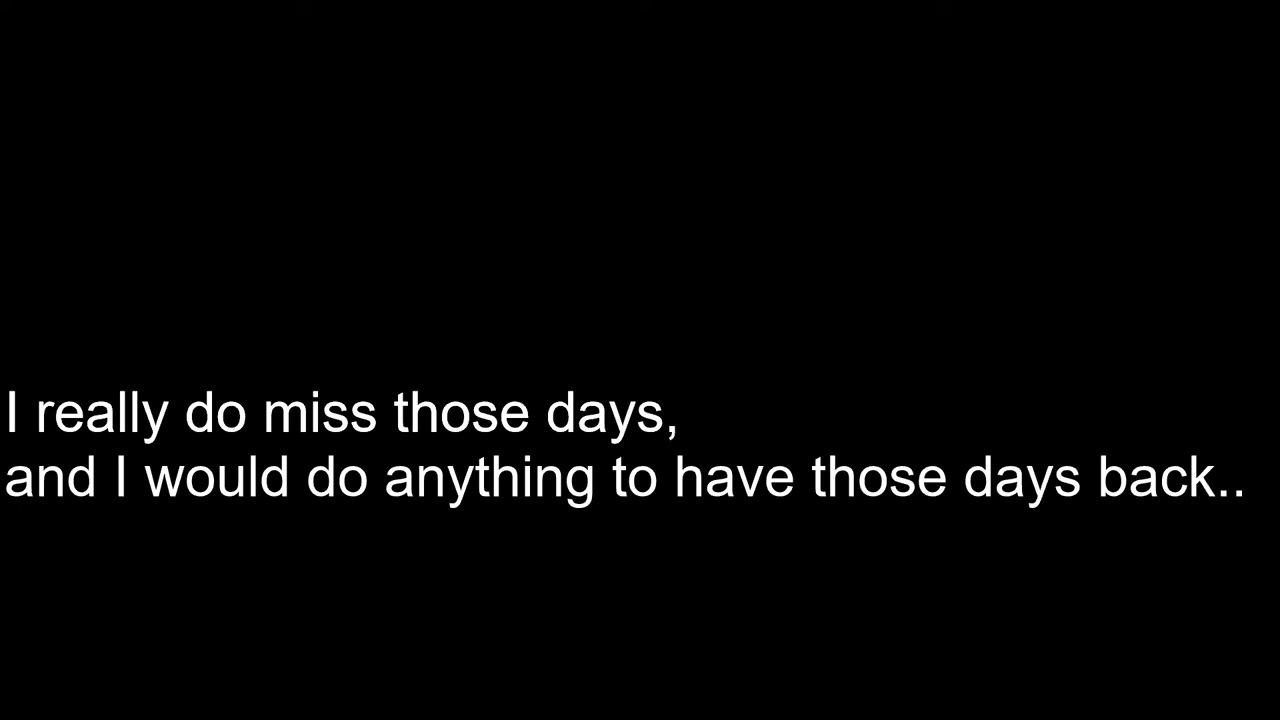 I really do miss those days,
and I would do anything to have those days back..